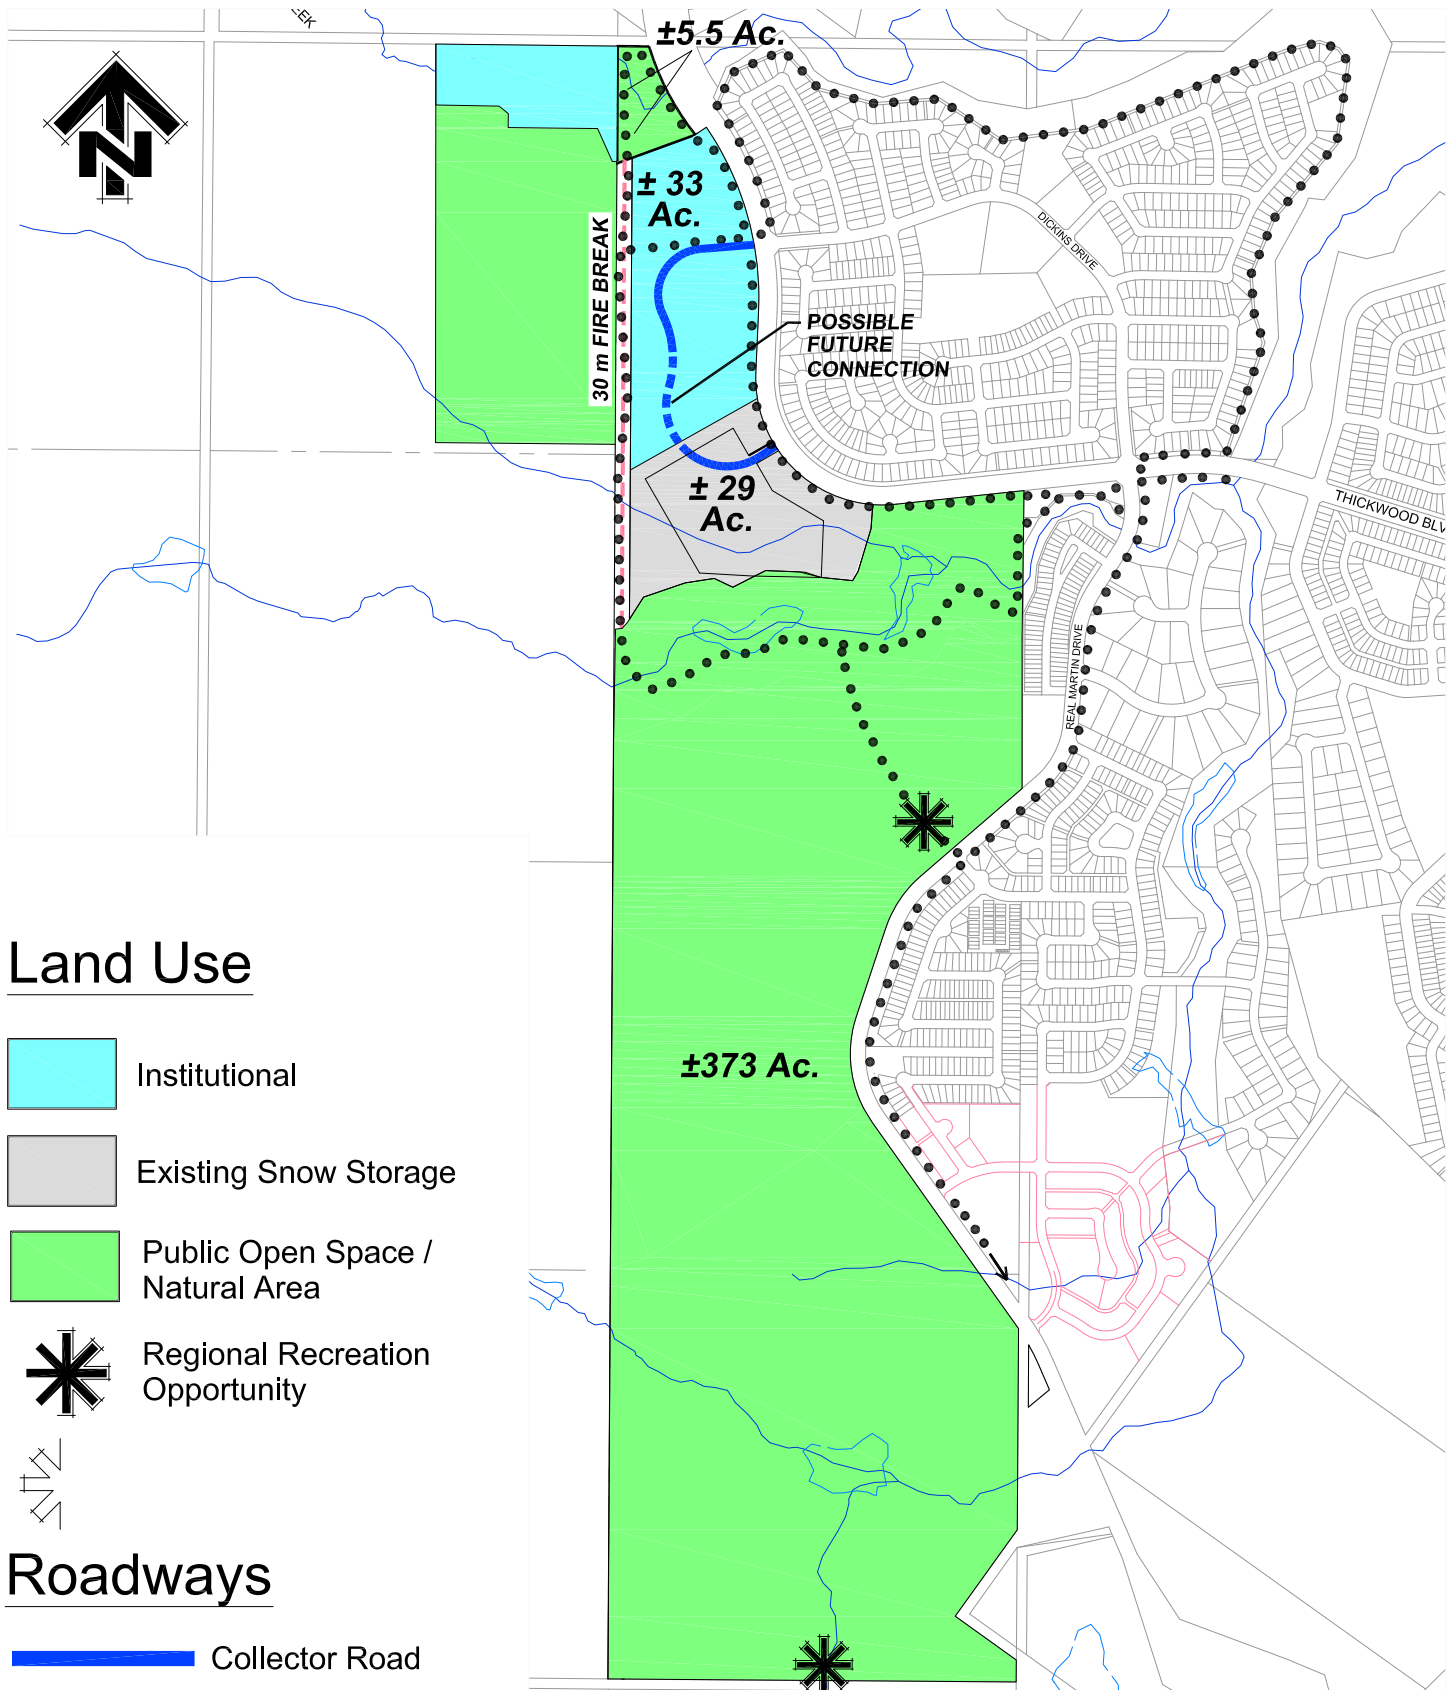 EEK
±5.5 Ac.
N
± 33
Ac.
30 m FIRE BREAK
DICKINS DRIVE
POSSIBLE
FUTURE
CONNECTION
± 29
Ac.
THICKWOOD BLV
REAL MARTIN DRIVE
±373 Ac.
Land Use
Institutional
Existing Snow Storage
Public Open Space /
Natural Area
Regional Recreation
Opportunity
Roadways
Collector Road